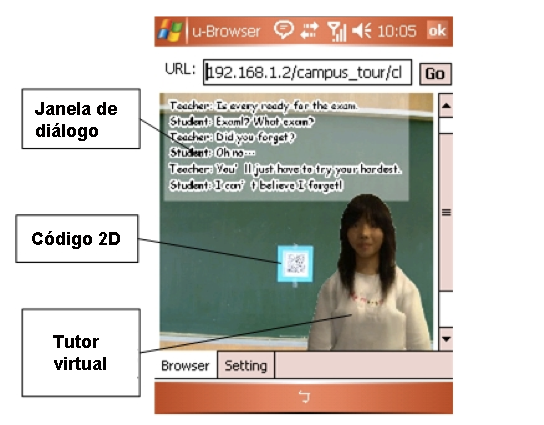 u-Browser 10:05 ok
URL: 192.168.1.2/campus_tour/cl Go
Janela de
diálogo
Teacher: Is every ready for the exam.
Student: Exam!? What exam?
Teacher: Did you forget?
Student: Oh no…
Teacher: You'll just have to try your hardest.
Student: I can't believe I forget!
Código 2D
Tutor
virtual
Browser Setting
ㄅ